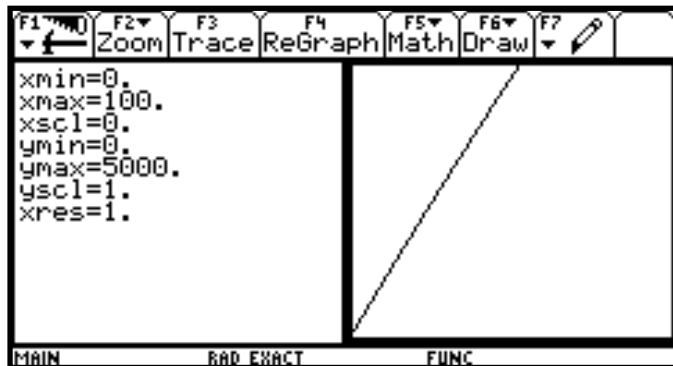 F1 F2 F3 F4 F5 F6 F7
Zoom Trace ReGraph Math Draw
xmin=0.
xmax=100.
xscl=0.
ymin=0.
ymax=5000.
yscl=1.
xres=1.
MAIN RAD EXACT FUNC